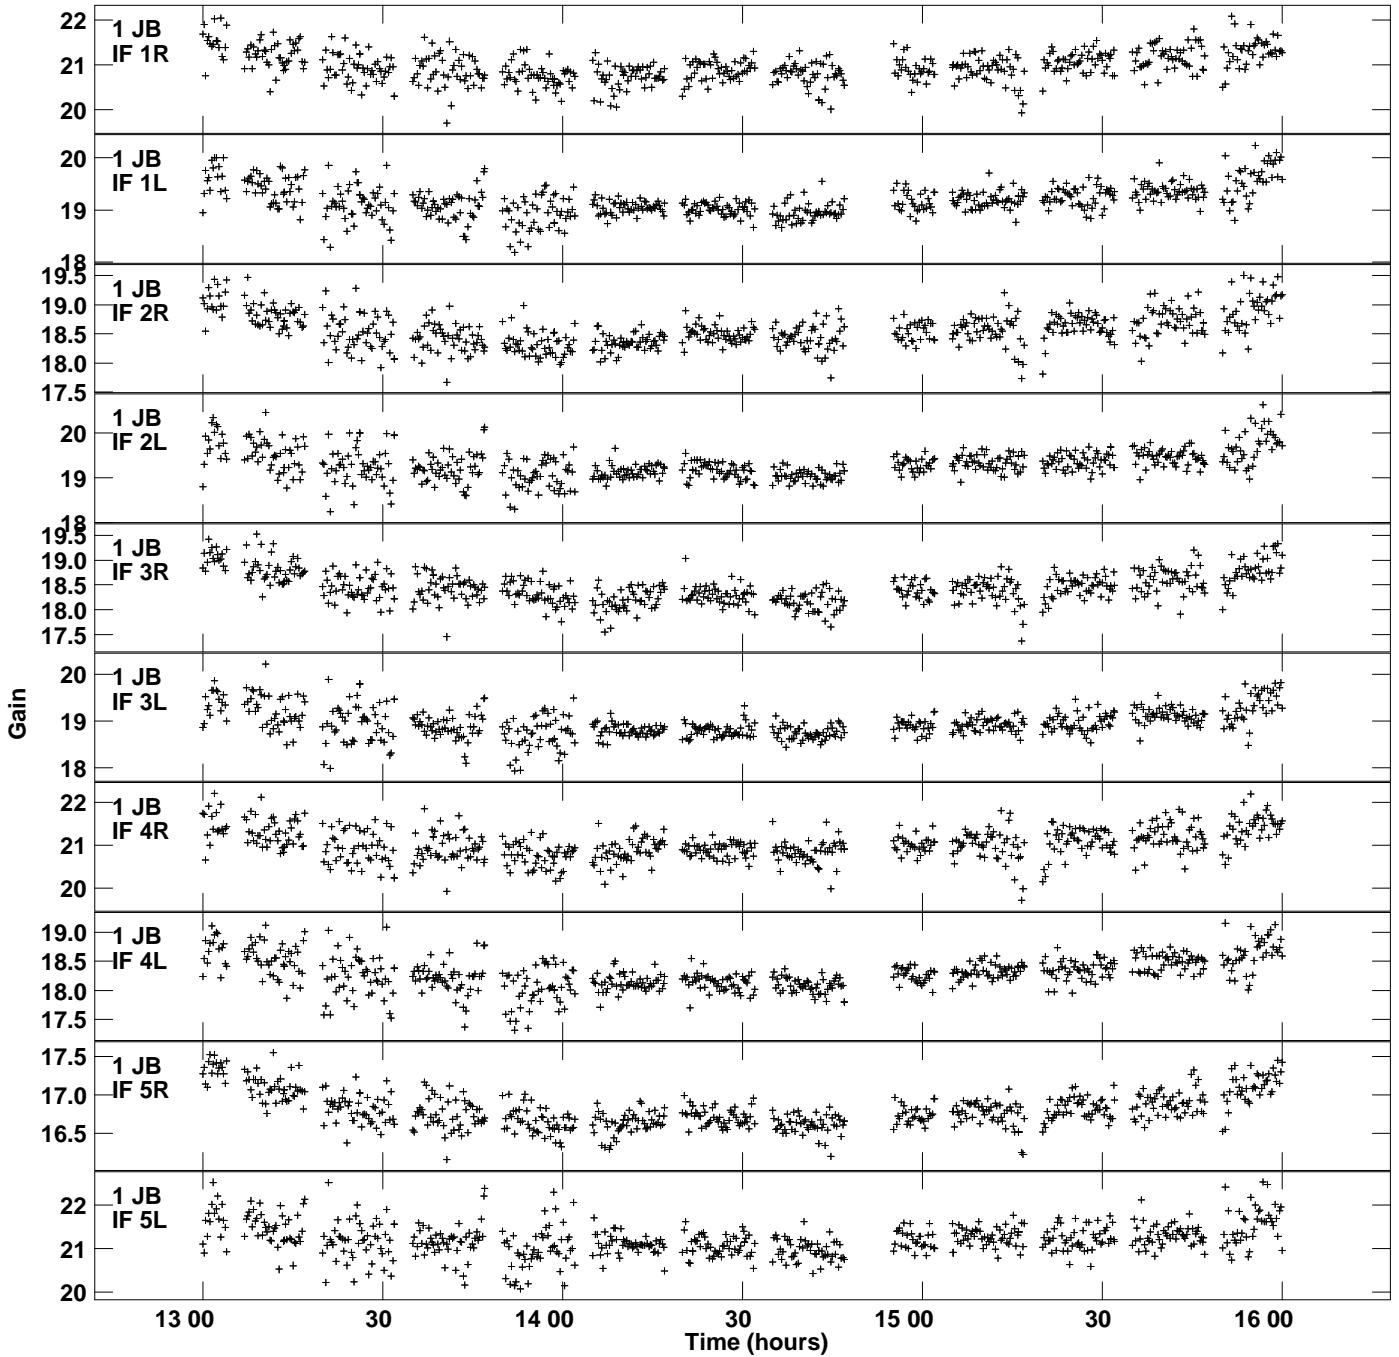 22
21
20
1 JB
IF 1R
20
19
18
1 JB
IF 1L
19.5
19.0
18.5
18.0
17.5
1 JB
IF 2R
20
19
18
1 JB
IF 2L
19.5
19.0
18.5
18.0
17.5
1 JB
IF 3R
20
19
18
1 JB
IF 3L
22
21
20
1 JB
IF 4R
19.0
18.5
18.0
17.5
1 JB
IF 4L
17.5
17.0
16.5
1 JB
IF 5R
22
21
20
1 JB
IF 5L
Gain
13 00 30 14 00 30 15 00 30 16 00
Time (hours)